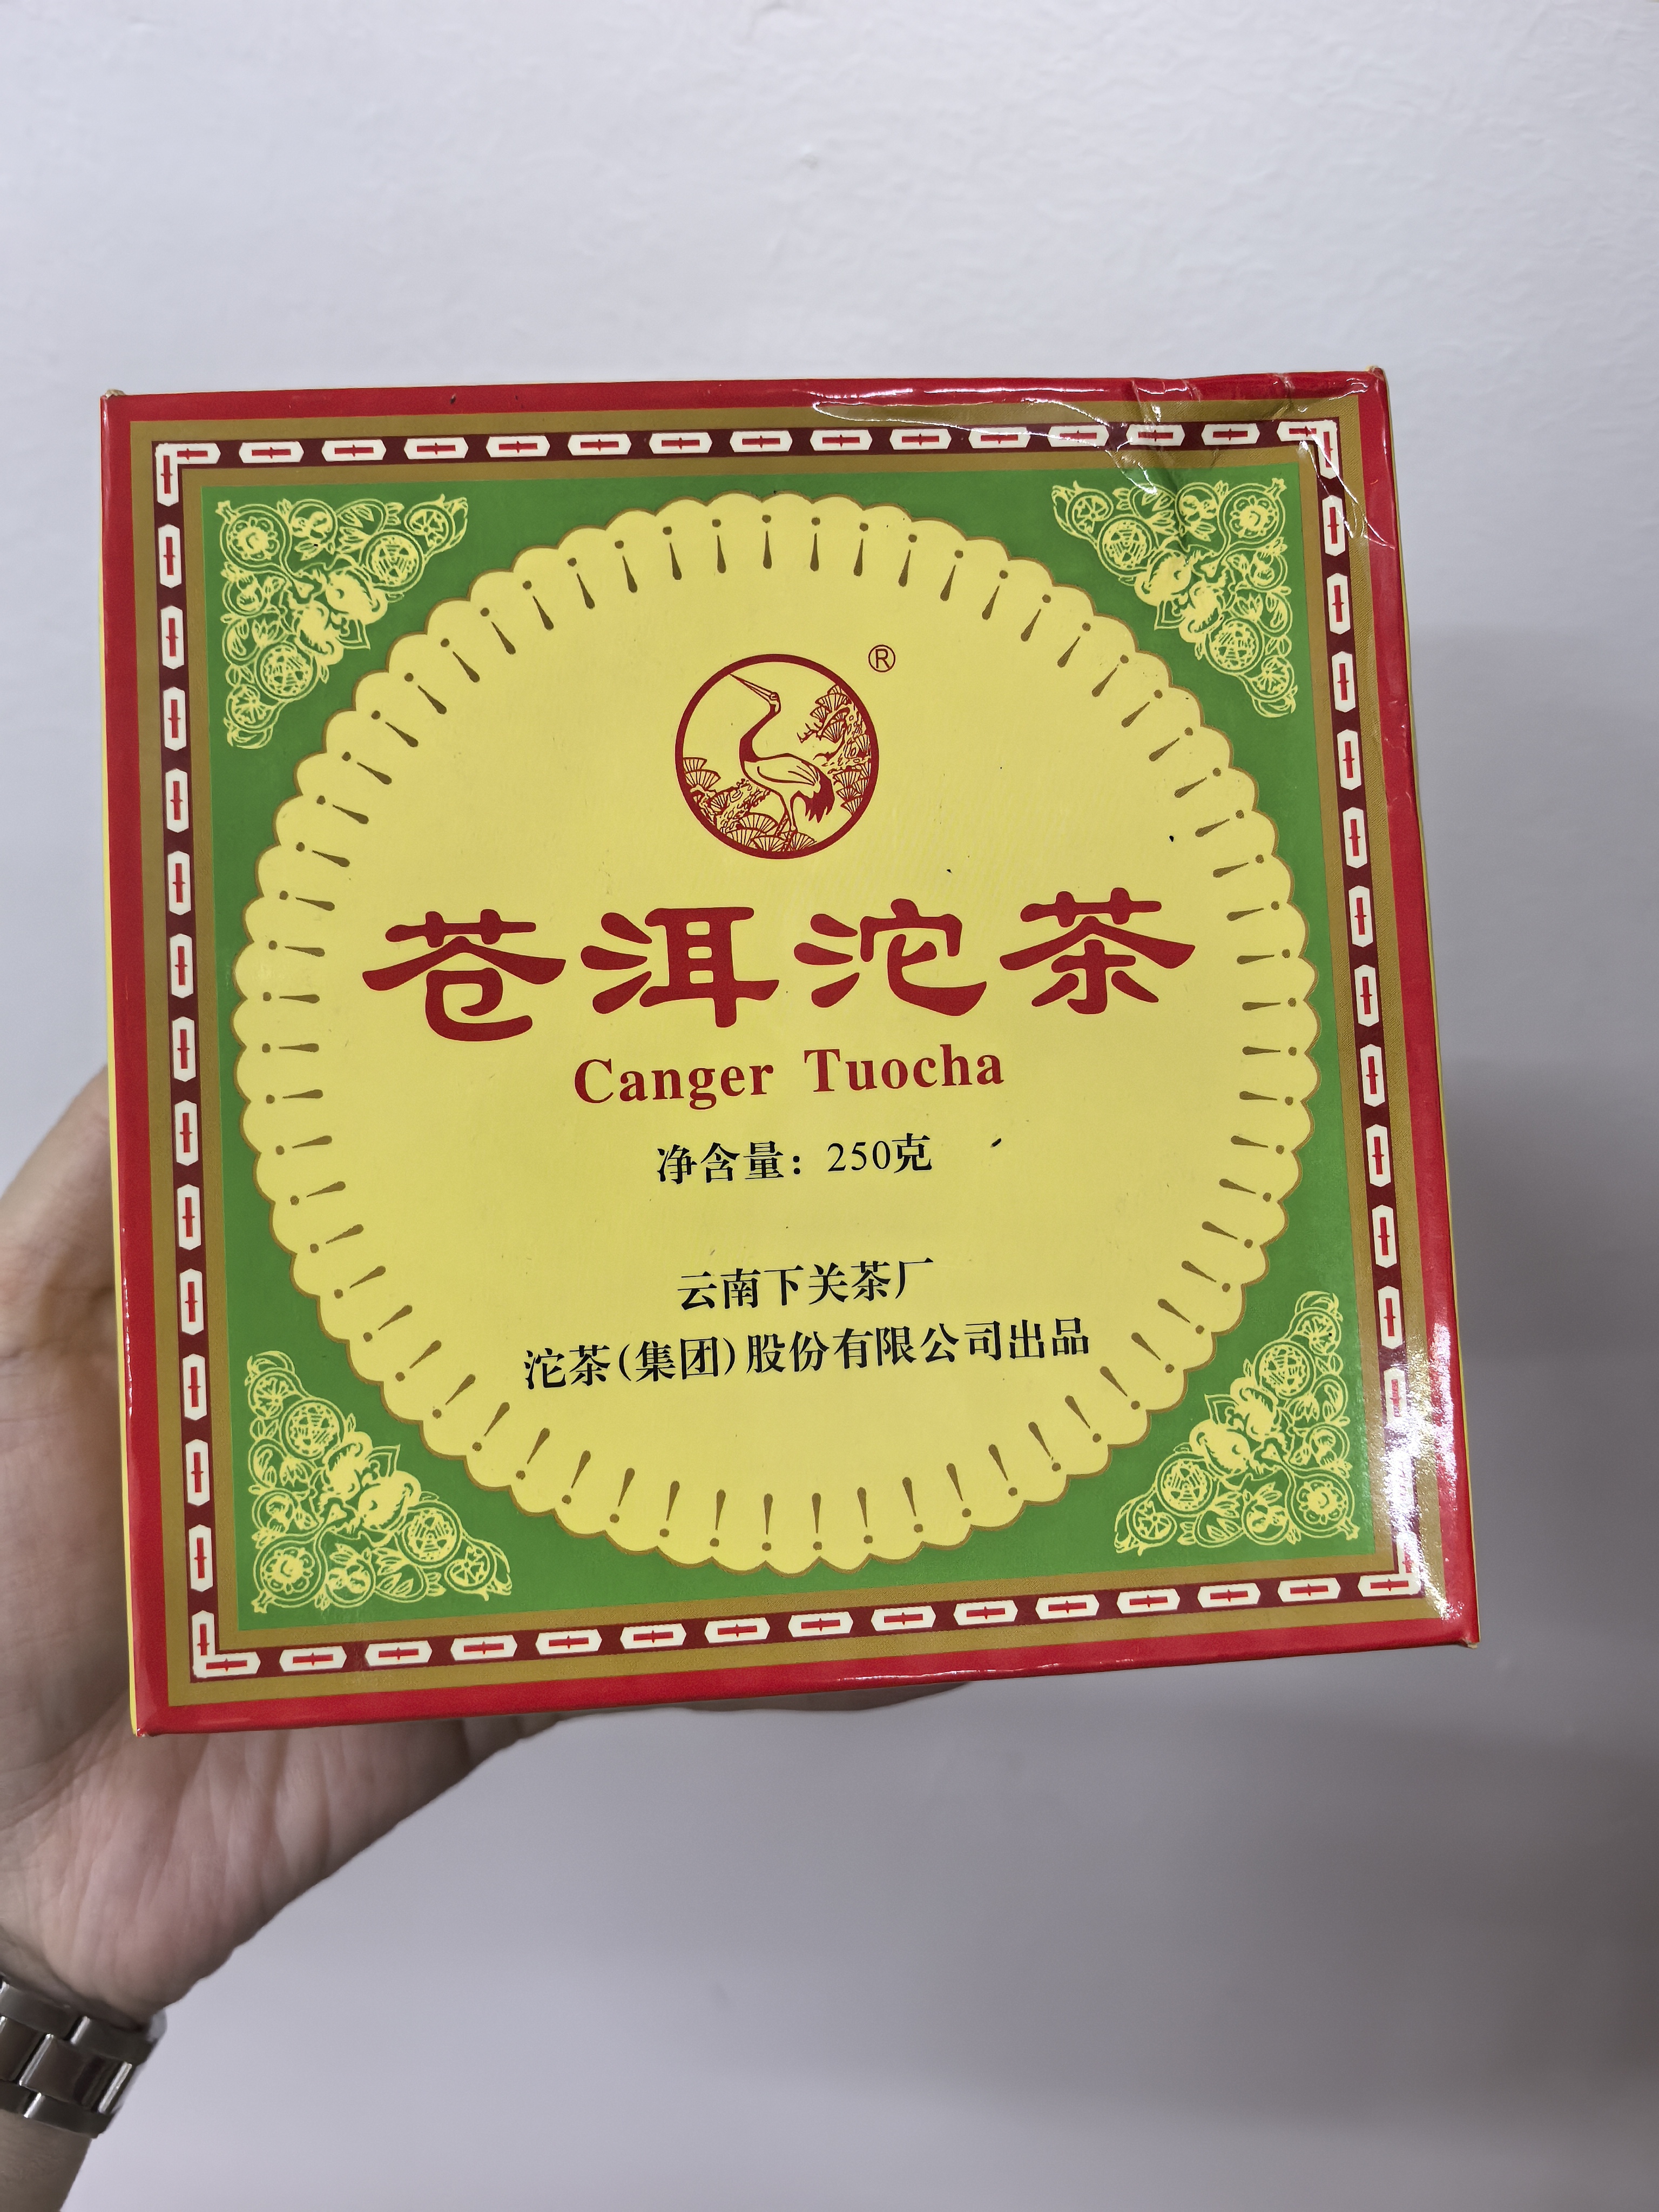 ®
苍洱沱茶
Canger Tuocha
净含量：250克
云南下关茶厂
沱茶(集团)股份有限公司出品